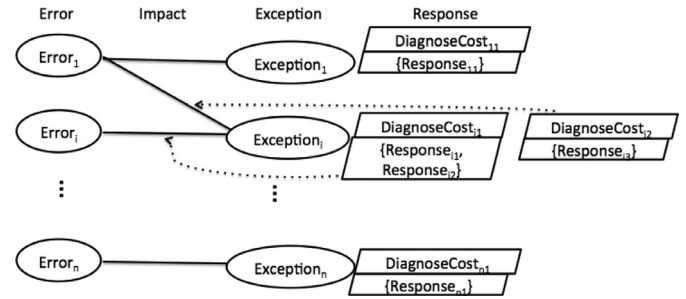 Error Impact Exception Response
Error₁ Exception₁ DiagnoseCost₁₁
{Response₁₁}
Errorᵢ Exceptionᵢ DiagnoseCostᵢ₁ DiagnoseCostᵢ₂
{Responseᵢ₁, {Responseᵢ₃}
Responseᵢ₂}
⋮ ⋮
Errorₙ Exceptionₙ DiagnoseCostₙ₁
{Responseₙ₁}